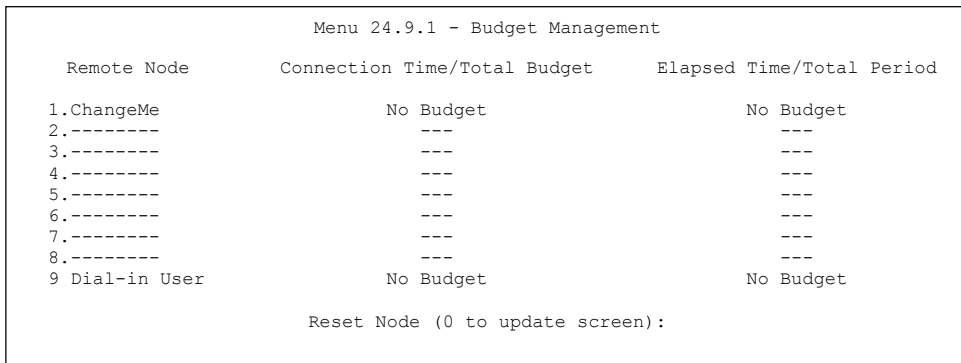 Menu 24.9.1 - Budget Management
Remote Node Connection Time/Total Budget Elapsed Time/Total Period
1.ChangeMe No Budget No Budget
2.-------- --- ---
3.-------- --- ---
4.-------- --- ---
5.-------- --- ---
6.-------- --- ---
7.-------- --- ---
8.-------- --- ---
9 Dial-in User No Budget No Budget
Reset Node (0 to update screen):